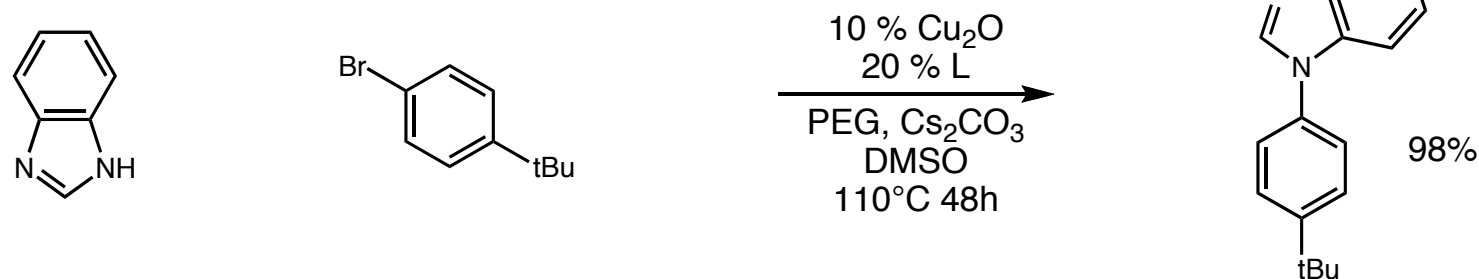 N
NH
Br
tBu
10 % Cu₂O
20 % L
PEG, Cs₂CO₃
DMSO
110°C 48h
N
tBu
98%